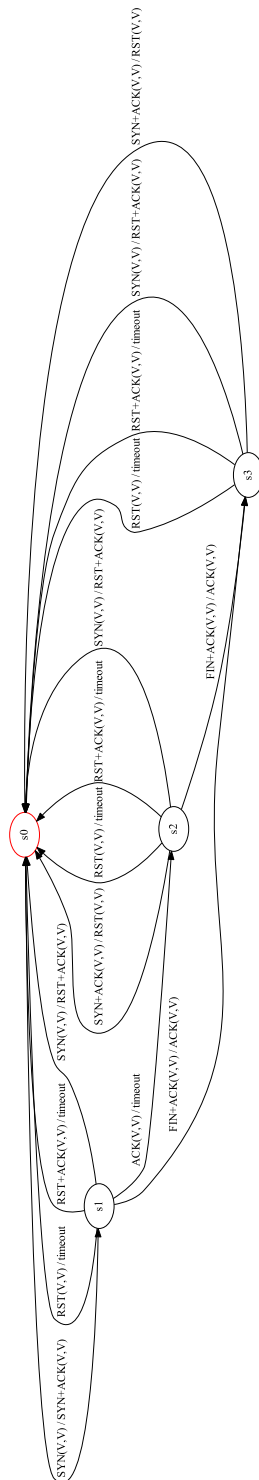 SYN+ACK(V,V) / RST(V,V)
SYN(V,V) / RST+ACK(V,V)
RST+ACK(V,V) / timeout
RST(V,V) / timeout
s3
SYN(V,V) / RST+ACK(V,V)
FIN+ACK(V,V) / ACK(V,V)
RST+ACK(V,V) / timeout
s0
s2
RST(V,V) / timeout
SYN+ACK(V,V) / RST(V,V)
SYN(V,V) / RST+ACK(V,V)
ACK(V,V) / timeout
FIN+ACK(V,V) / ACK(V,V)
RST+ACK(V,V) / timeout
s1
RST(V,V) / timeout
SYN(V,V) / SYN+ACK(V,V)